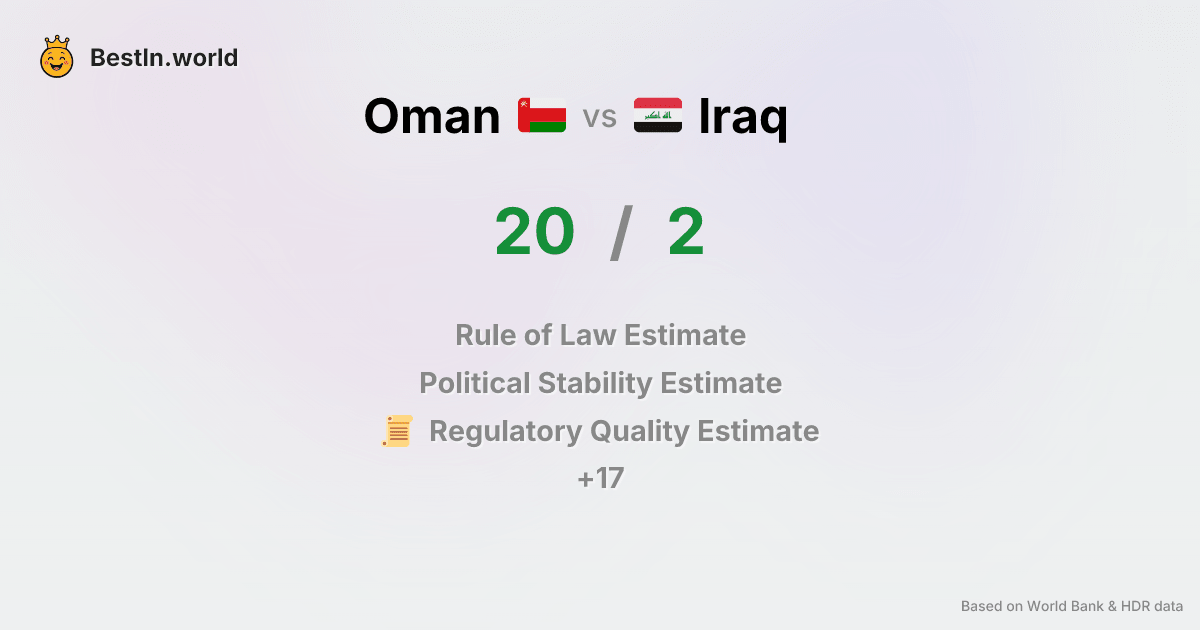 BestIn.world
Oman vs Iraq
20 / 2
Rule of Law Estimate
Political Stability Estimate
Regulatory Quality Estimate
+17
Based on World Bank & HDR data